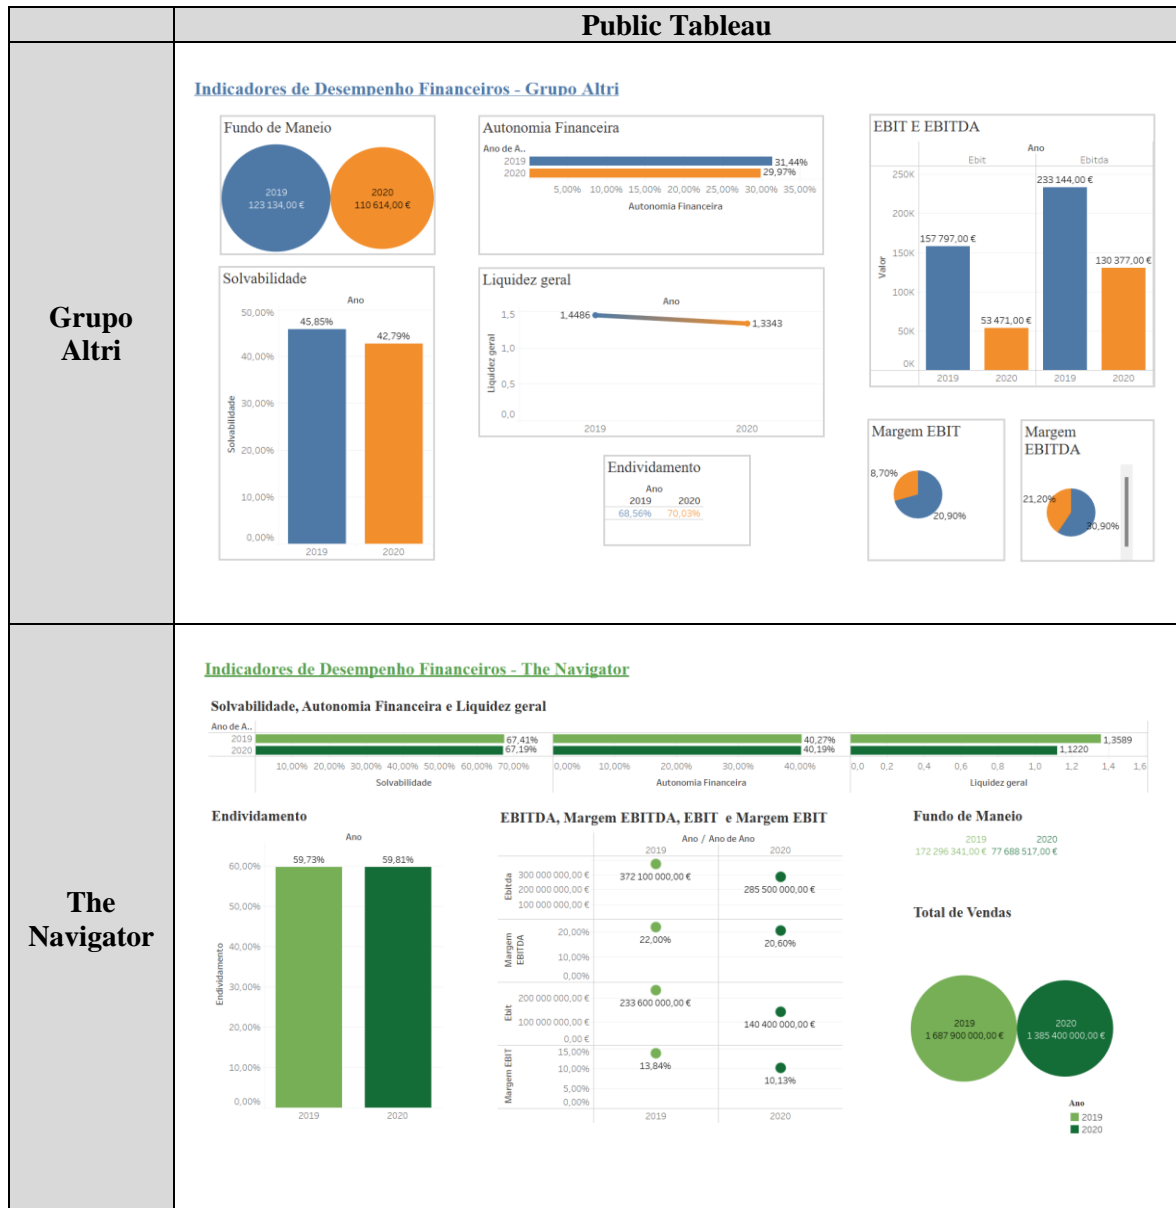 Public Tableau
Grupo
Altri
Indicadores de Desempenho Financeiros - Grupo Altri
Fundo de Maneio
2019
123 134,00 €
2020
110 614,00 €
Autonomia Financeira
Ano de A..
2019
31,44%
2020
29,97%
5,00% 10,00% 15,00% 20,00% 25,00% 30,00% 35,00%
Autonomia Financeira
EBIT E EBITDA
Ano
Ebit Ebitda
250K
200K
150K
100K
50K
0K
Valor
157 797,00 €
53 471,00 €
233 144,00 €
130 377,00 €
2019 2020 2019 2020
Solvabilidade
Ano
50,00%
40,00%
30,00%
20,00%
10,00%
0,00%
Solvabilidade
45,85%
42,79%
2019 2020
Liquidez geral
Ano
1,5
1,0
0,5
0,0
Liquidez geral
1,4486
1,3343
2019 2020
Endividamento
Ano
2019 2020
68,56% 70,03%
Margem EBIT
8,70%
20,90%
Margem
EBITDA
21,20%
30,90%
The
Navigator
Indicadores de Desempenho Financeiros - The Navigator
Solvabilidade, Autonomia Financeira e Liquidez geral
Ano de A..
2019 67,41% 40,27% 1,3589
2020 67,19% 40,19% 1,1220
10,00% 20,00% 30,00% 40,00% 50,00% 60,00% 70,00%
Solvabilidade
0,00% 10,00% 20,00% 30,00% 40,00%
Autonomia Financeira
0,0 0,2 0,4 0,6 0,8 1,0 1,2 1,4 1,6
Liquidez geral
Endividamento
Ano
60,00%
50,00%
40,00%
30,00%
20,00%
10,00%
0,00%
Endividamento
59,73%
59,81%
2019 2020
EBITDA, Margem EBITDA, EBIT e Margem EBIT
Ano / Ano de Ano
2019 2020
Ebitda
300 000 000,00 €
200 000 000,00 €
100 000 000,00 €
372 100 000,00 €
285 500 000,00 €
Margem
EBITDA
20,00%
10,00%
0,00%
22,00%
20,60%
Ebit
200 000 000,00 €
100 000 000,00 €
0,00 €
233 600 000,00 €
140 400 000,00 €
Margem EBIT
15,00%
10,00%
5,00%
0,00%
13,84%
10,13%
2019 2020
Fundo de Maneio
2019 2020
172 296 341,00 € 77 688 517,00 €
Total de Vendas
2019
1 687 900 000,00 €
2020
1 385 400 000,00 €
Ano
2019
2020